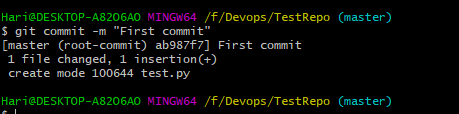 Hari@DESKTOP-A82O6AO MINGW64 /f/Devops/TestRepo (master)
$ git commit -m "First commit"
[master (root-commit) ab987f7] First commit
 1 file changed, 1 insertion(+)
 create mode 100644 test.py
Hari@DESKTOP-A82O6AO MINGW64 /f/Devops/TestRepo (master)
$